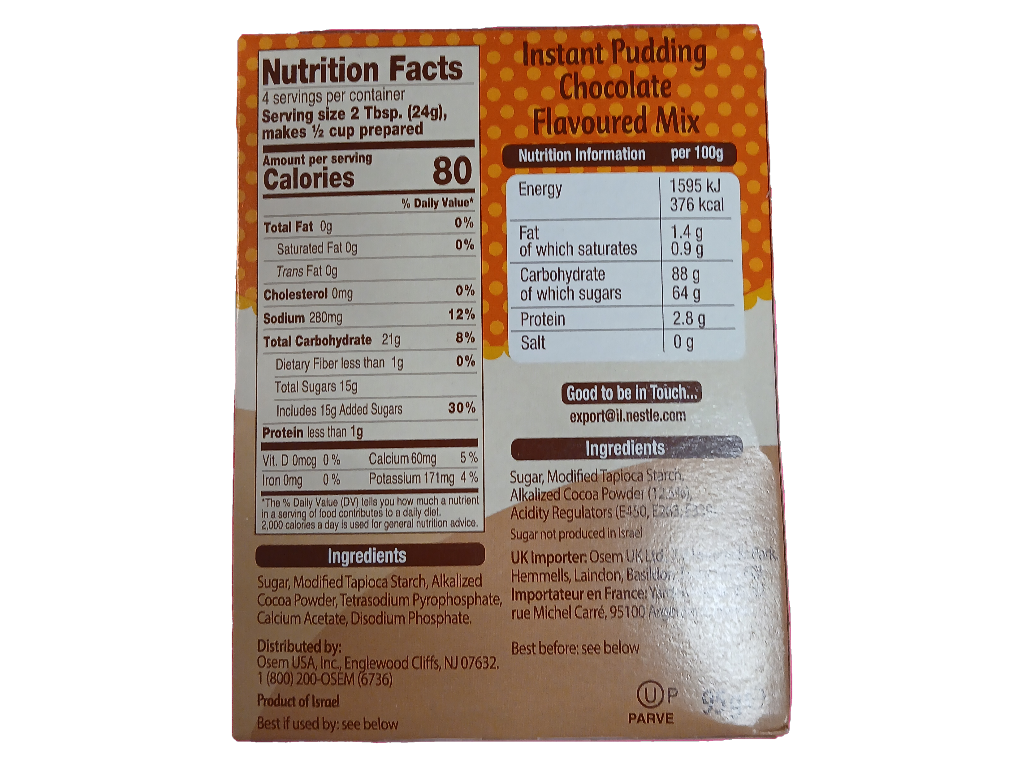 Nutrition Facts
4 servings per container
Serving size 2 Tbsp. (24g),
makes ½ cup prepared
Amount per serving
Calories 80
% Daily Value*
Total Fat 0g 0%
Saturated Fat 0g 0%
Trans Fat 0g
Cholesterol 0mg 0%
Sodium 280mg 12%
Total Carbohydrate 21g 8%
Dietary Fiber less than 1g 0%
Total Sugars 15g
Includes 15g Added Sugars 30%
Protein less than 1g
Vit. D 0mcg 0% Calcium 60mg 5%
Iron 0mg 0% Potassium 171mg 4%
*The % Daily Value (DV) tells you how much a nutrient
in a serving of food contributes to a daily diet.
2,000 calories a day is used for general nutrition advice.
Ingredients
Sugar, Modified Tapioca Starch, Alkalized
Cocoa Powder, Tetrasodium Pyrophosphate,
Calcium Acetate, Disodium Phosphate.
Distributed by:
Osem USA, Inc., Englewood Cliffs, NJ 07632.
1 (800) 200-OSEM (6736)
Product of Israel
Best if used by: see below
Instant Pudding
Chocolate
Flavoured Mix
Nutrition Information per 100g
Energy 1595 kJ
376 kcal
Fat 1.4 g
of which saturates 0.9 g
Carbohydrate 88 g
of which sugars 64 g
Protein 2.8 g
Salt 0 g
Good to be in Touch...
export@il.nestle.com
Ingredients
Sugar, Modified Tapioca Starch,
Alkalized Cocoa Powder
Acidity Regulators (E450,
Sugar not produced in Israel
UK Importer: Osem UK Ltd
Hemmells, Laindon, Basildon
Importateur en France:
rue Michel Carré, 95100
Best before: see below
U P
PARVE